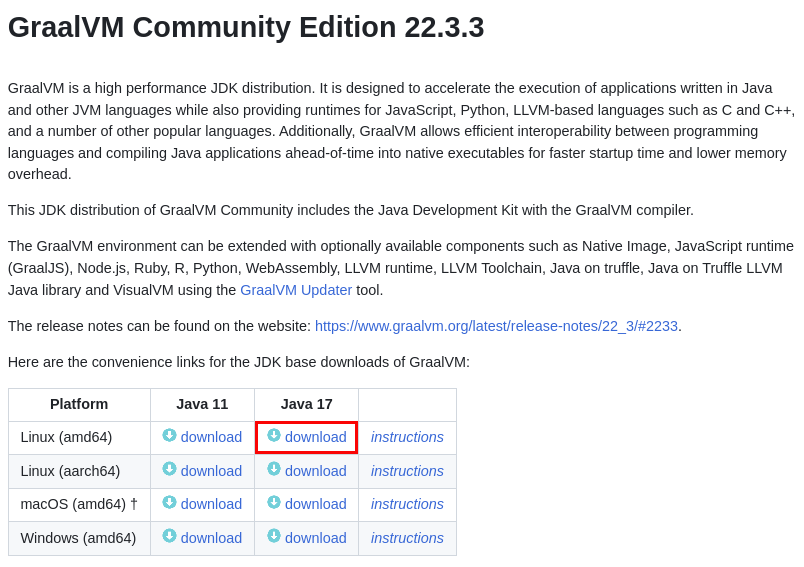 GraalVM Community Edition 22.3.3
GraalVM is a high performance JDK distribution. It is designed to accelerate the execution of applications written in Java
and other JVM languages while also providing runtimes for JavaScript, Python, LLVM-based languages such as C and C++,
and a number of other popular languages. Additionally, GraalVM allows efficient interoperability between programming
languages and compiling Java applications ahead-of-time into native executables for faster startup time and lower memory
overhead.
This JDK distribution of GraalVM Community includes the Java Development Kit with the GraalVM compiler.
The GraalVM environment can be extended with optionally available components such as Native Image, JavaScript runtime
(GraalJS), Node.js, Ruby, R, Python, WebAssembly, LLVM runtime, LLVM Toolchain, Java on truffle, Java on Truffle LLVM
Java library and VisualVM using the GraalVM Updater tool.
The release notes can be found on the website: https://www.graalvm.org/latest/release-notes/22_3/#2233.
Here are the convenience links for the JDK base downloads of GraalVM:
Platform Java 11 Java 17
Linux (amd64) download download instructions
Linux (aarch64) download download instructions
macOS (amd64) † download download instructions
Windows (amd64) download download instructions